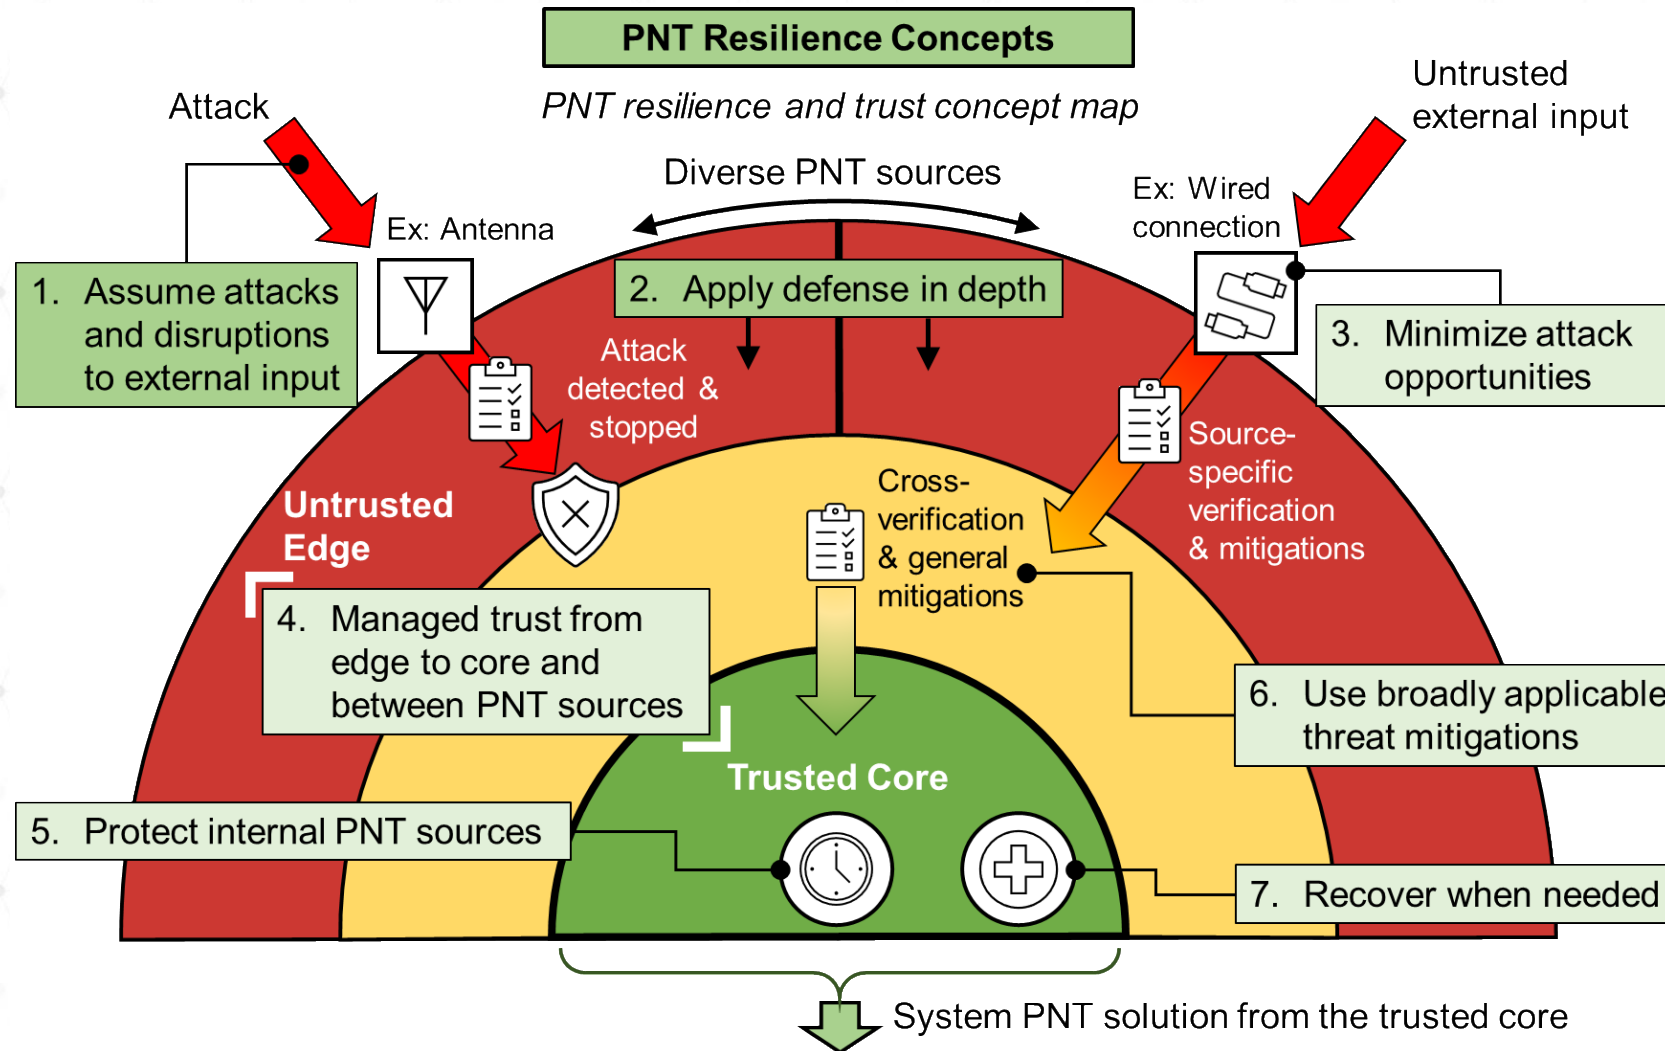 PNT Resilience Concepts
PNT resilience and trust concept map
Attack
Untrusted
external input
Diverse PNT sources
Ex: Antenna
Ex: Wired
connection
1. Assume attacks
and disruptions
to external input
2. Apply defense in depth
3. Minimize attack
opportunities
Attack
detected &
stopped
Source-
specific
verification
& mitigations
Cross-
verification
& general
mitigations
Untrusted
Edge
4. Managed trust from
edge to core and
between PNT sources
6. Use broadly applicable
threat mitigations
Trusted Core
5. Protect internal PNT sources
7. Recover when needed
System PNT solution from the trusted core